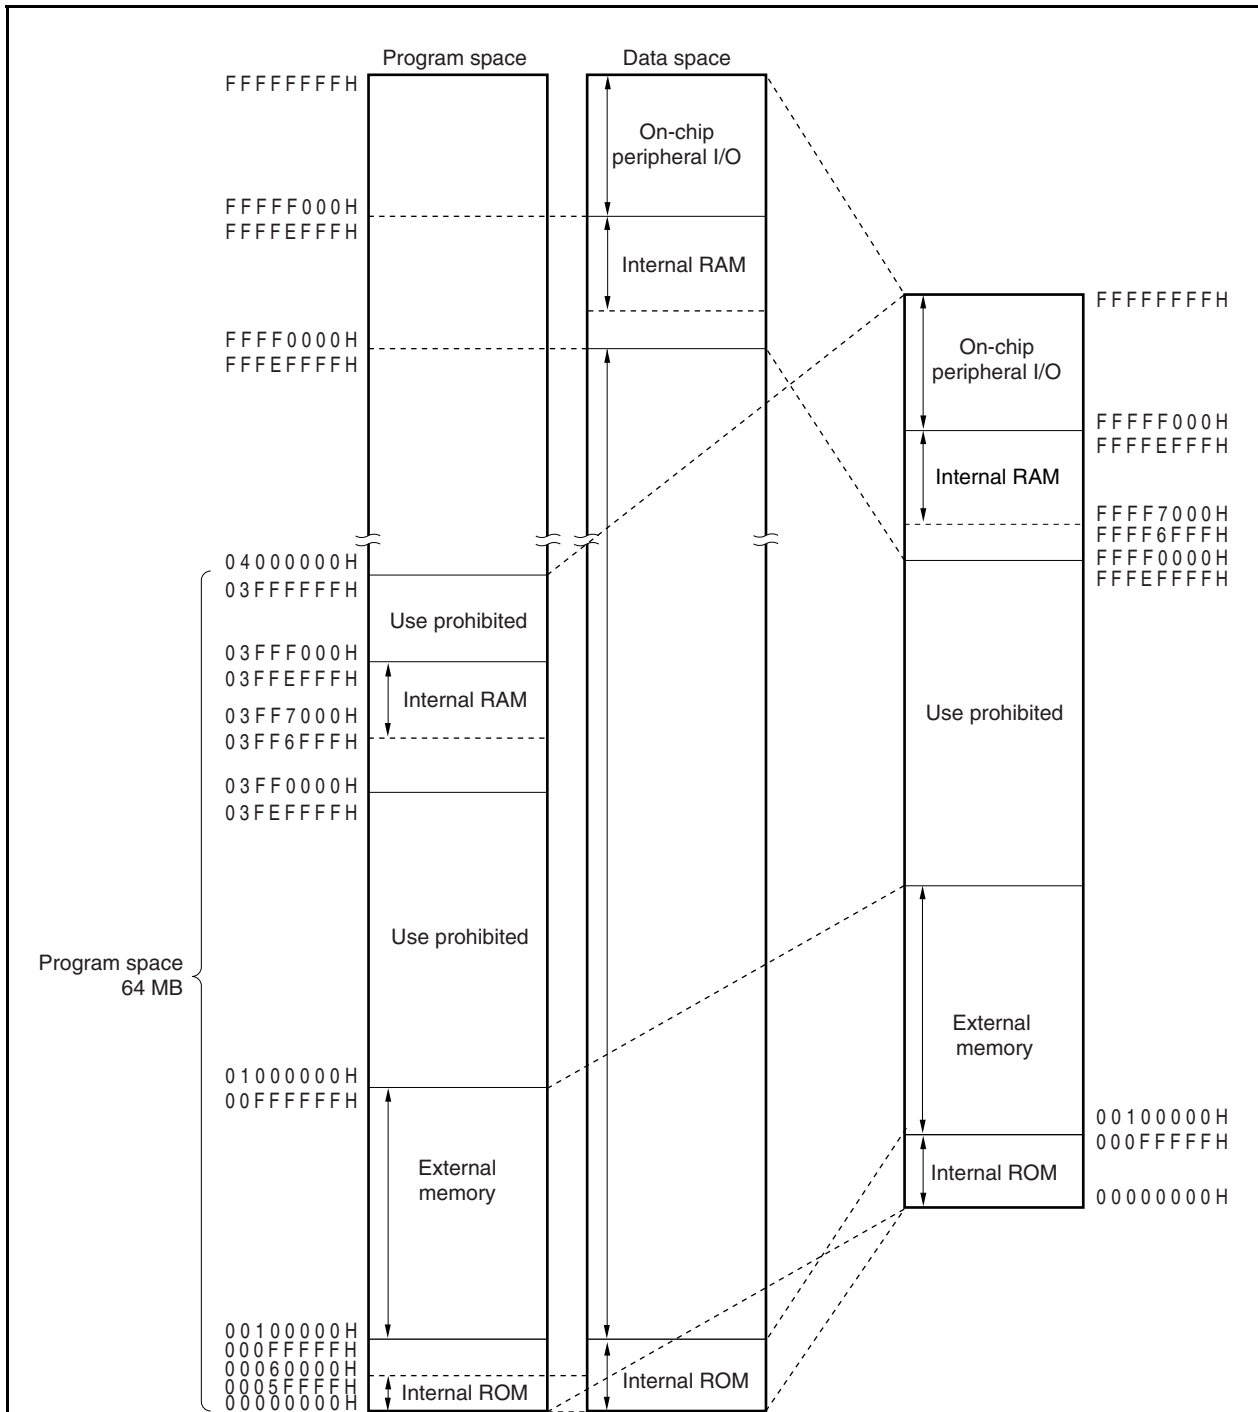 Program space
Data space
FFFFFFFFH
On-chip
peripheral I/O
FFFFF000H
FFFFEFFFH
Internal RAM
FFFF0000H
FFFEFFFFH
04000000H
03FFFFFFH
Use prohibited
03FFF000H
03FFEFFFH
Internal RAM
03FF7000H
03FF6FFFH
03FF0000H
03FEFFFFH
Use prohibited
Program space
64 MB
01000000H
00FFFFFFH
External
memory
00100000H
000FFFFFH
00060000H
0005FFFFH
00000000H
Internal ROM
Internal ROM
FFFFFFFFH
On-chip
peripheral I/O
FFFFF000H
FFFFEFFFH
Internal RAM
FFFF7000H
FFFF6FFFH
FFFF0000H
FFFEFFFFH
Use prohibited
External
memory
00100000H
000FFFFFH
Internal ROM
00000000H